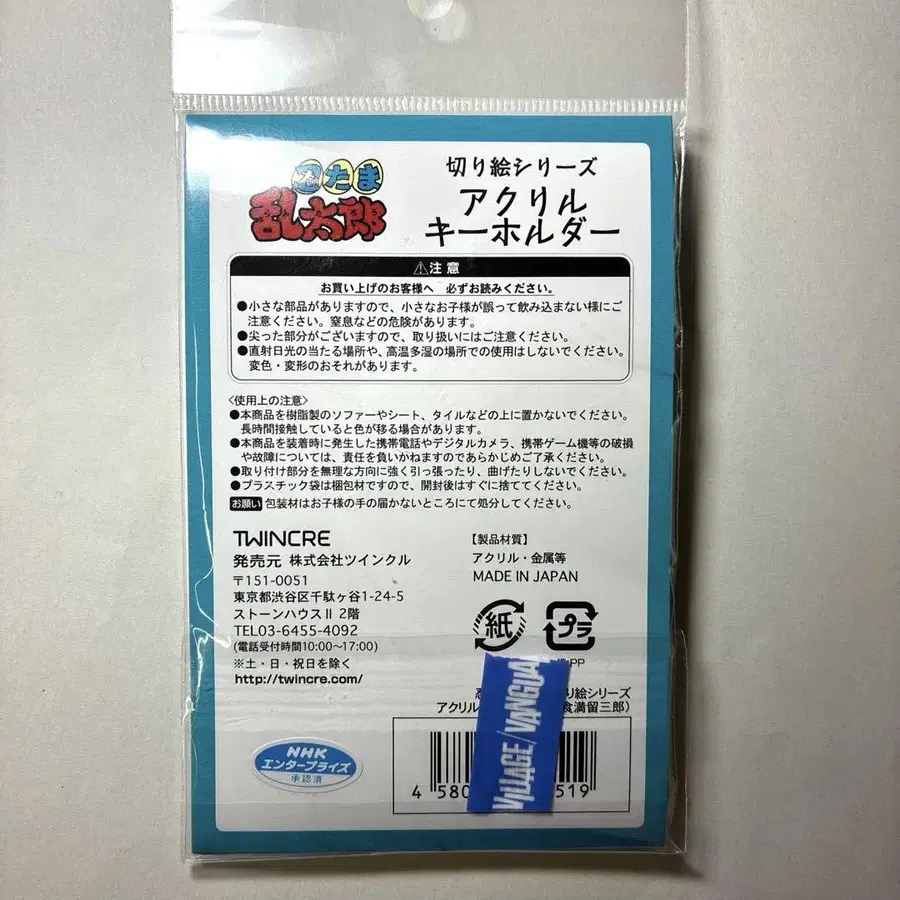 忍たま
乱太郎
切り絵シリーズ
アクリル
キーホルダー
⚠注意
お買い上げのお客様へ 必ずお読みください。
●小さな部品がありますので、小さなお子様が誤って飲み込まない様にご
注意ください。窒息などの危険があります。
●尖った部分がございますので、取り扱いにはご注意ください。
●直射日光の当たる場所や、高温多湿の場所での使用はしないでください。
変色・変形のおそれがあります。
〈使用上の注意〉
●本商品を樹脂製のソファーやシート、タイルなどの上に置かないでください。
長時間接触していると色が移る場合があります。
●本商品を装着時に発生した携帯電話やデジタルカメラ、携帯ゲーム機等の破損
や故障については、責任を負いかねますのであらかじめご了承ください。
●取り付け部分を無理な方向に強く引っ張ったり、曲げたりしないでください。
●プラスチック袋は梱包材ですので、開封後はすぐに捨ててください。
お願い 包装材はお子様の手の届かないところにて処分してください。
TWINCRE
発売元 株式会社ツインクル
〒151-0051
東京都渋谷区千駄ヶ谷1-24-5
ストーンハウスⅡ 2階
TEL03-6455-4092
(電話受付時間10:00~17:00)
※土・日・祝日を除く
http://twincre.com/
【製品材質】
アクリル・金属等
MADE IN JAPAN
紙
プラ
PP
り絵シリーズ
アクリ
食満留三郎)
VILLAGE/VANGUA
4 580
519
NHK
エンタープライズ
承認済